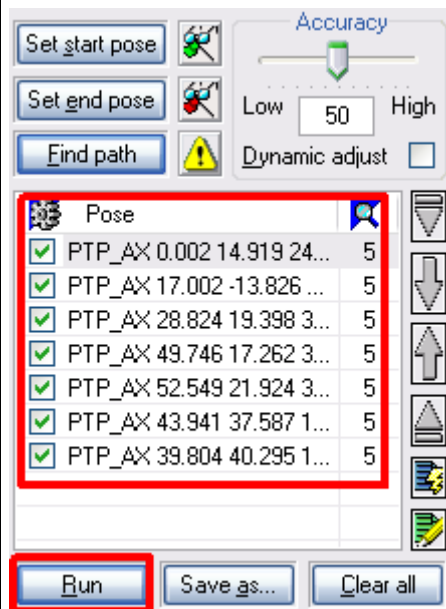 Set start pose
Accuracy
Set end pose
Low 50 High
Find path
Dynamic adjust
Pose
PTP_AX 0.002 14.919 24... 5
PTP_AX 17.002 -13.826 ... 5
PTP_AX 28.824 19.398 3... 5
PTP_AX 49.746 17.262 3... 5
PTP_AX 52.549 21.924 3... 5
PTP_AX 43.941 37.587 1... 5
PTP_AX 39.804 40.295 1... 5
Run Save as... Clear all